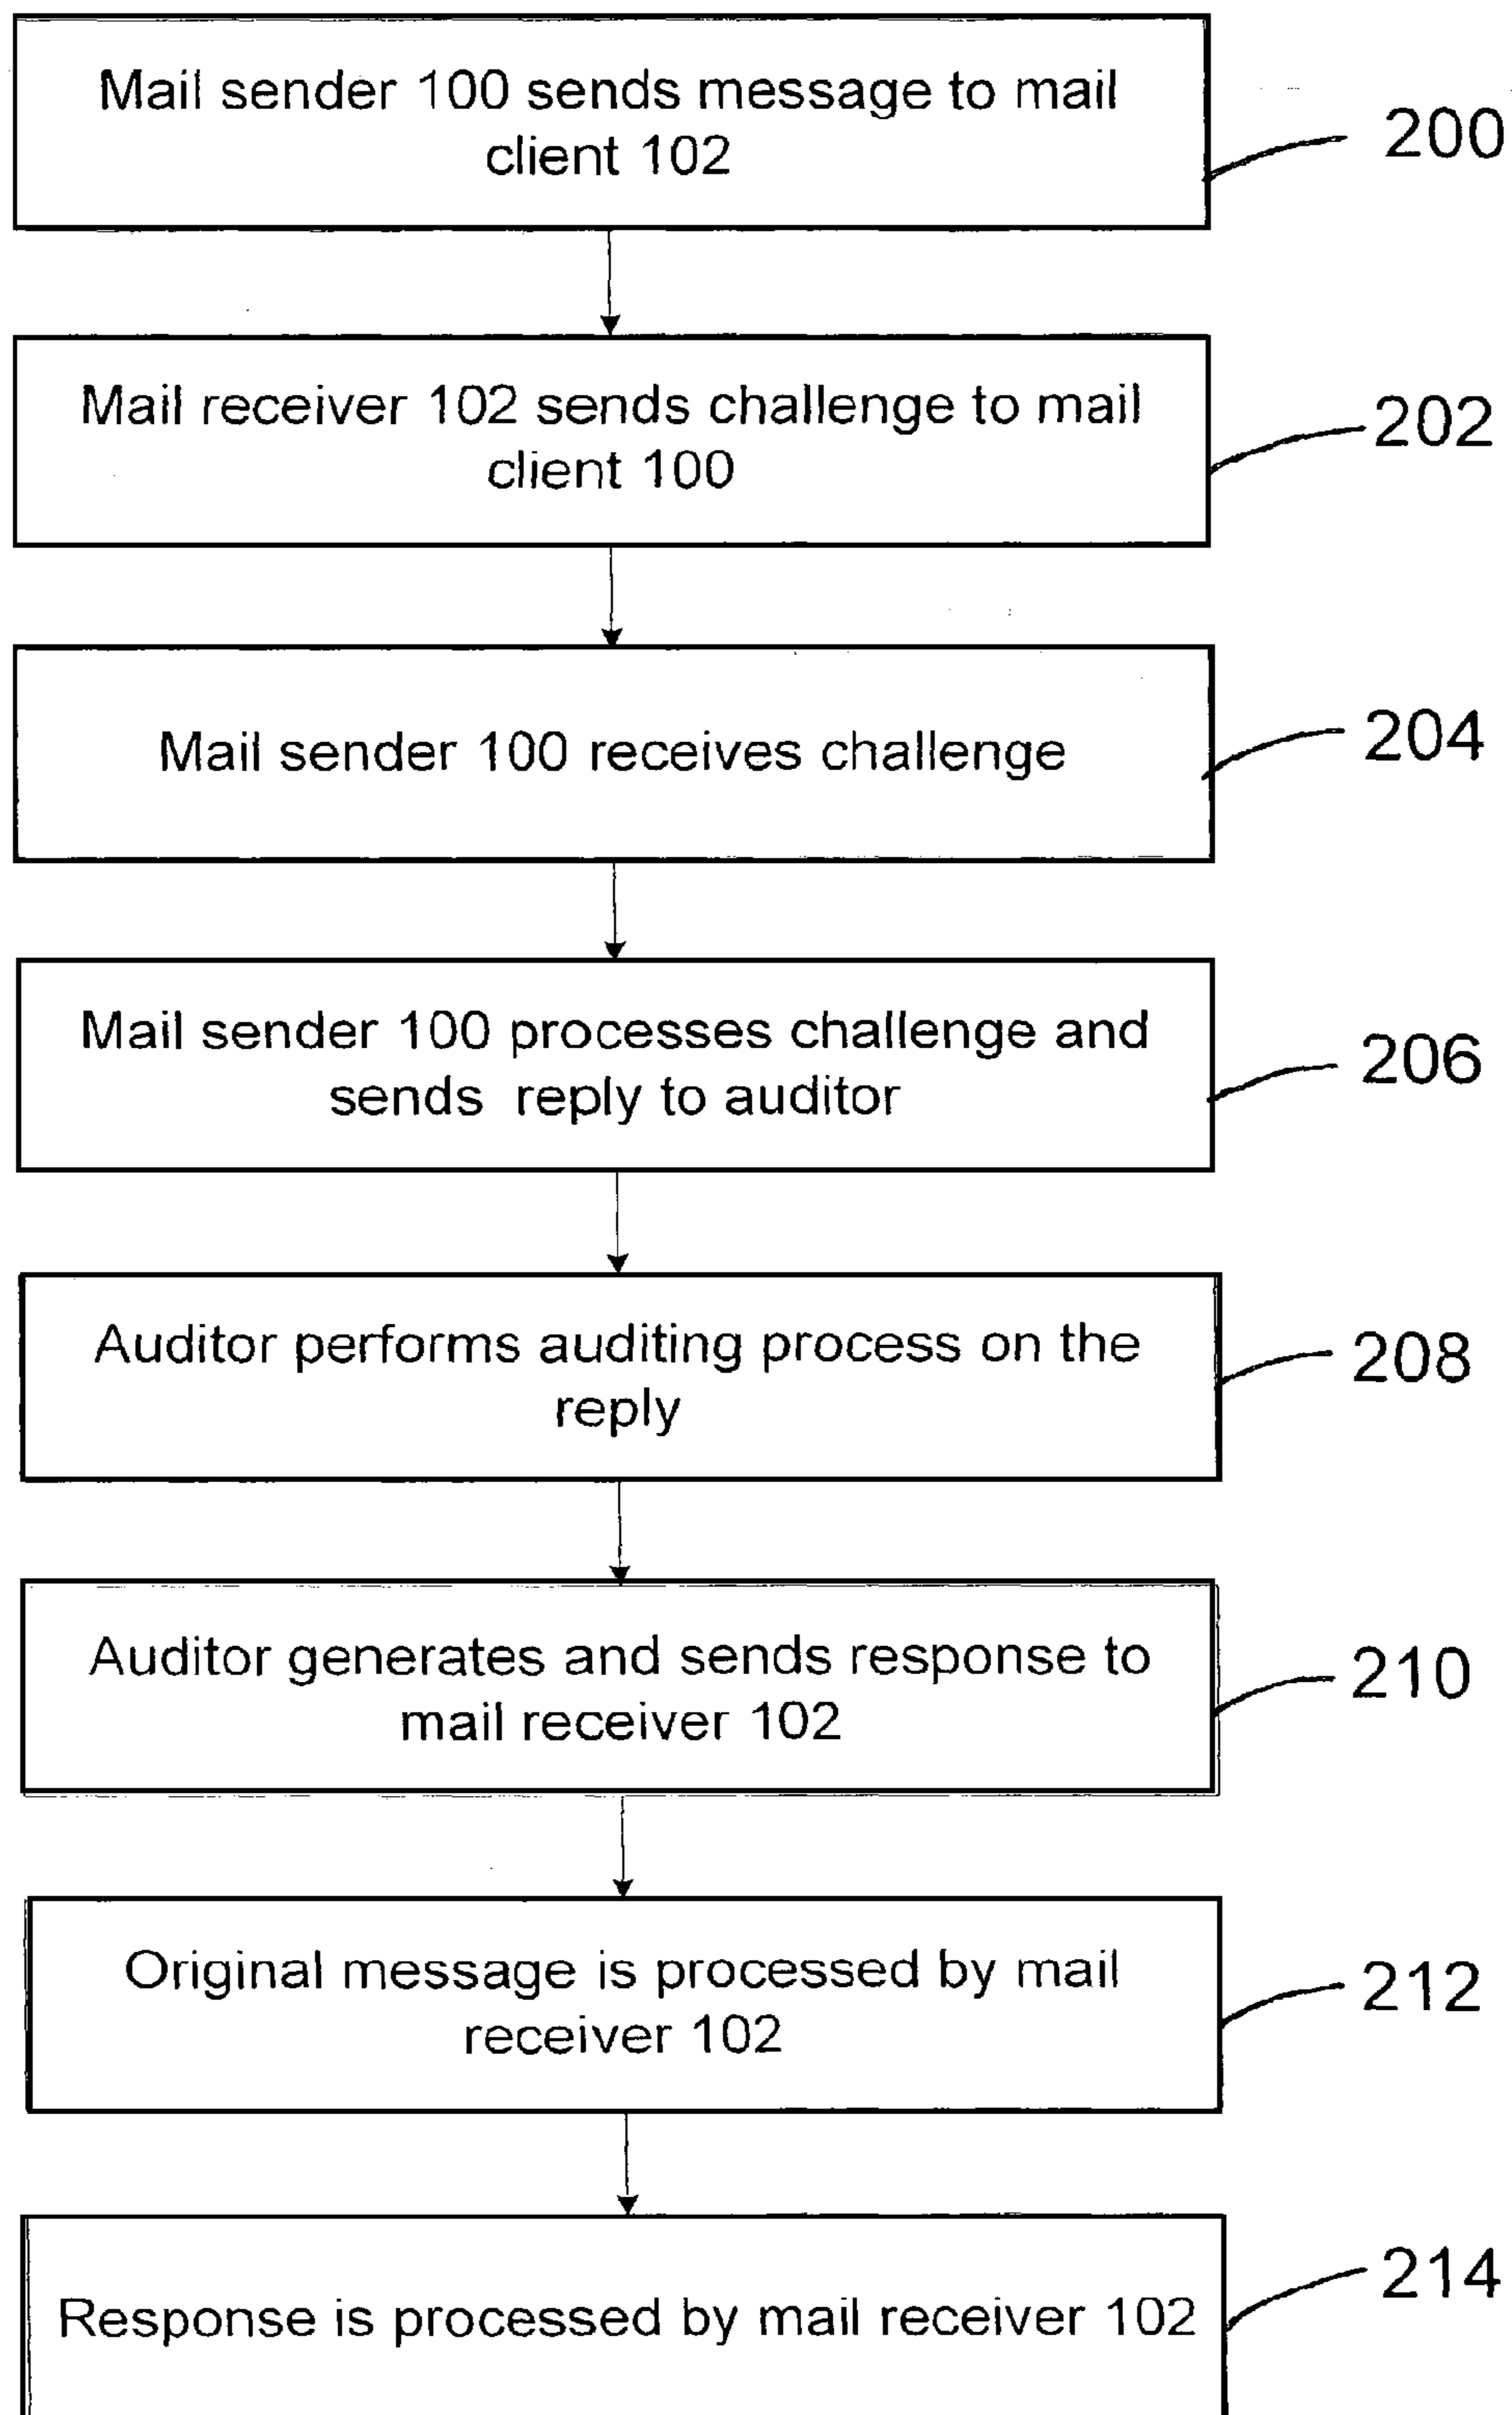 Mail sender 100 sends message to mail
client 102
200
Mail receiver 102 sends challenge to mail
client 100
202
Mail sender 100 receives challenge
204
Mail sender 100 processes challenge and
sends reply to auditor
206
Auditor performs auditing process on the
reply
208
Auditor generates and sends response to
mail receiver 102
210
Original message is processed by mail
receiver 102
212
Response is processed by mail receiver 102
214